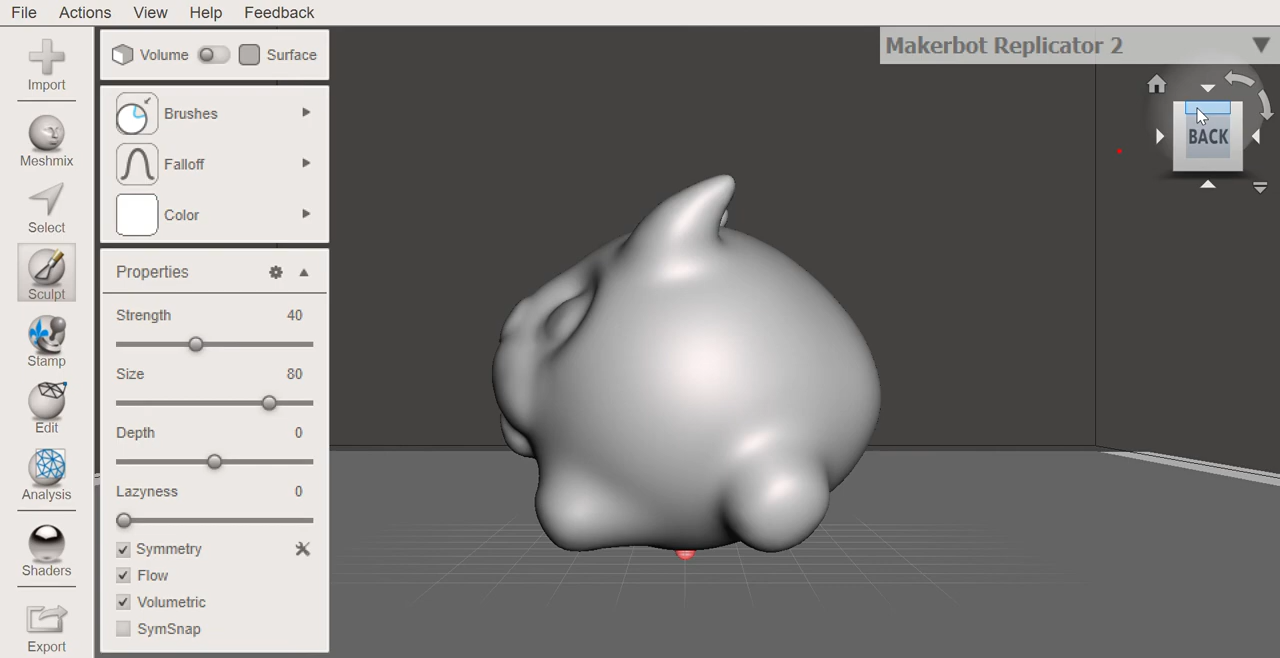 File Actions View Help Feedback
Import
Meshmix
Select
Sculpt
Stamp
Edit
Analysis
Shaders
Export
Volume Surface
Brushes
Falloff
Color
Properties
Strength 40
Size 80
Depth 0
Lazyness 0
Symmetry
Flow
Volumetric
SymSnap
Makerbot Replicator 2
BACK